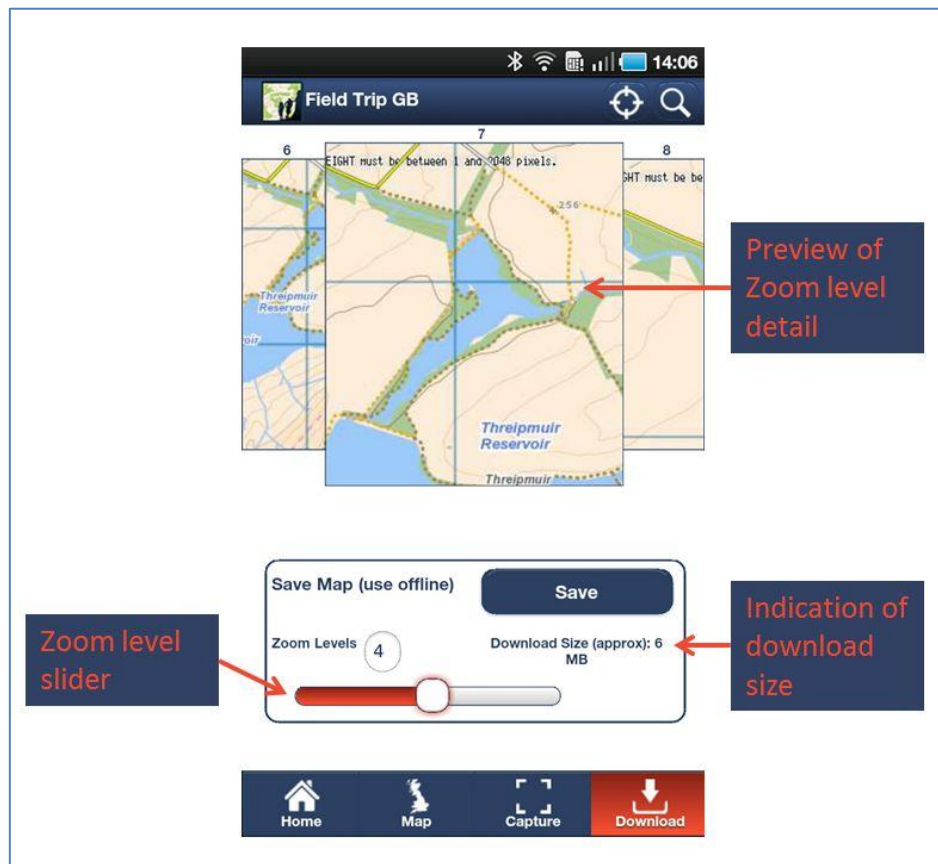 14:06
Field Trip GB
6
7
8
EIGHT must be between 1 and 2048 pixels.
GHT must be be
256
Threipmuir
Reservoir
oir
Threipmuir
Reservoir
Threipmuir
Preview of
Zoom level
detail
Save Map (use offline)
Save
Zoom Levels
4
Download Size (approx): 6
MB
Zoom level
slider
Indication of
download
size
Home
Map
Capture
Download